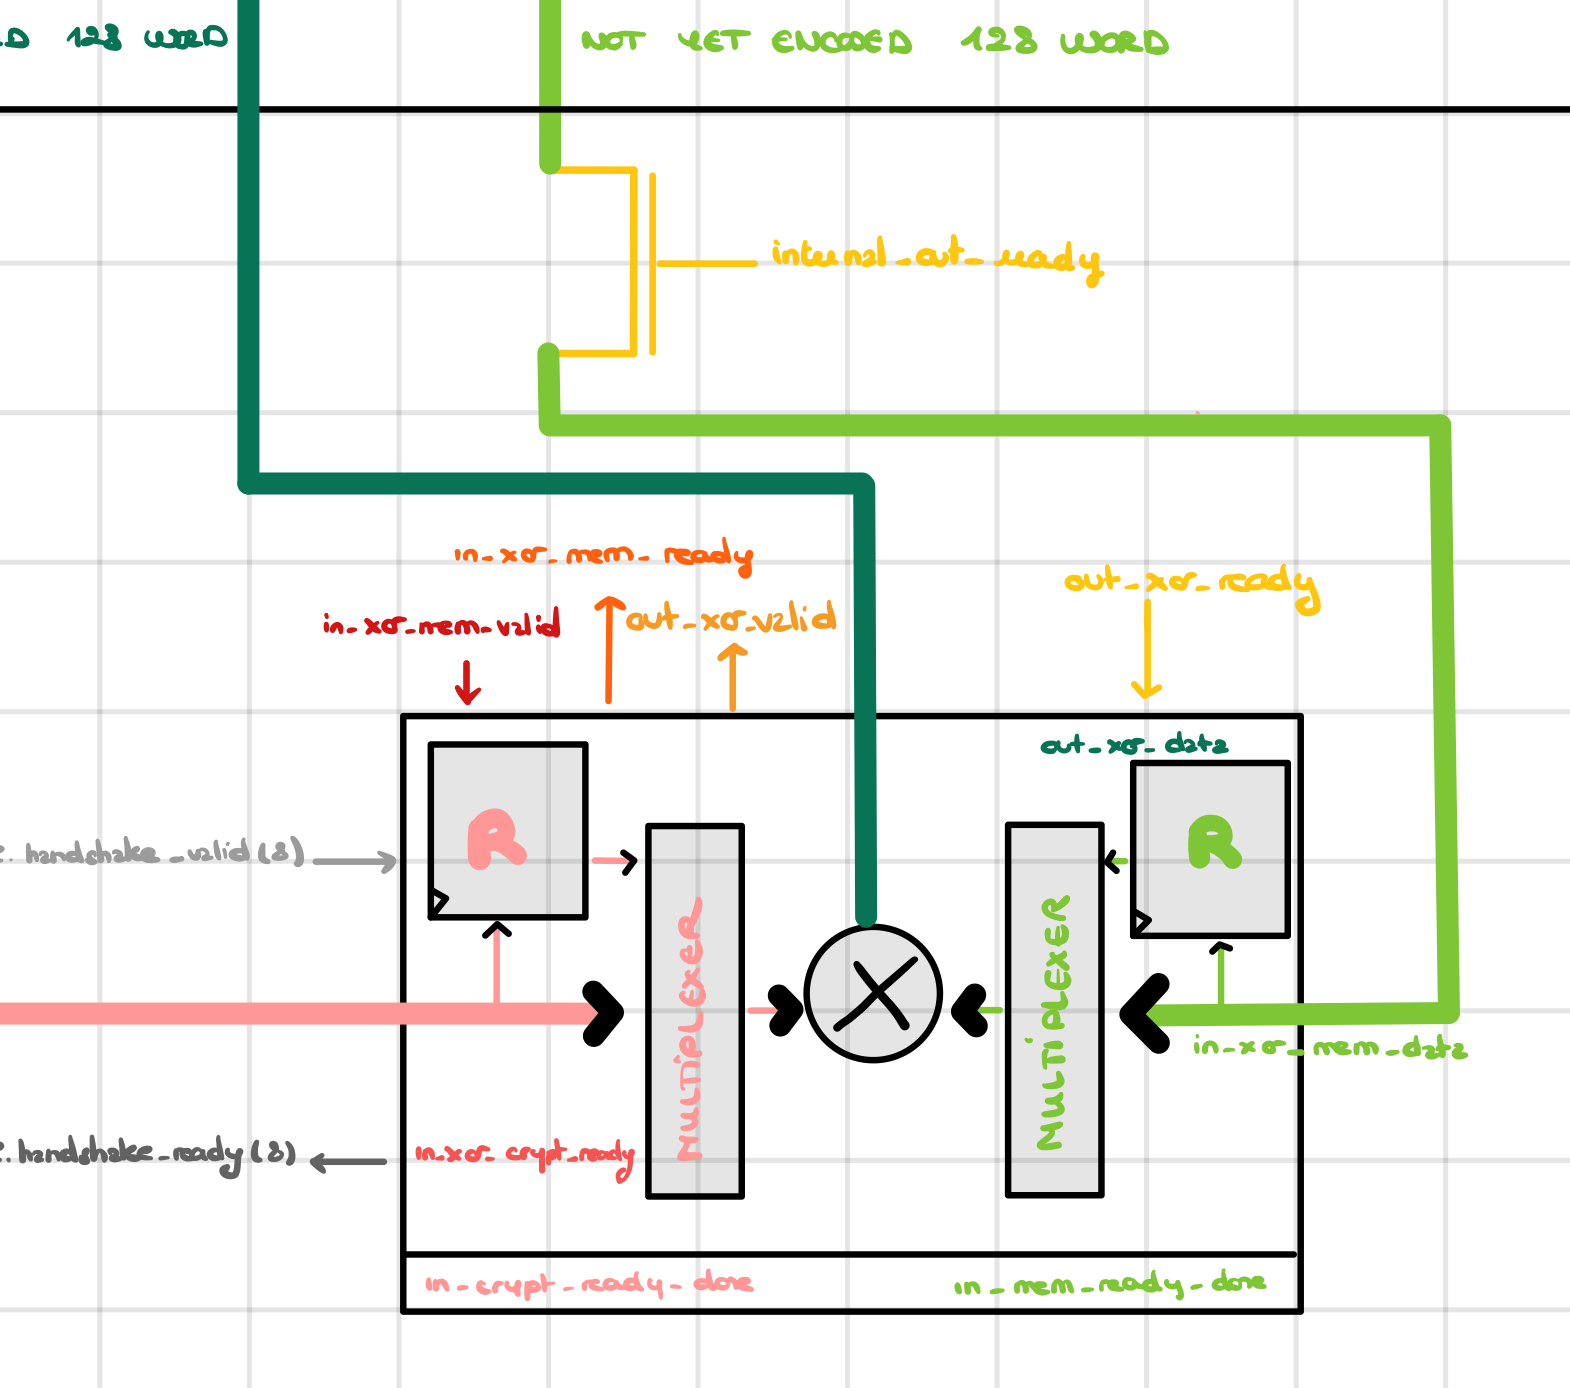 D 128 WORD
NOT YET ENCODED 128 WORD
internal_out_ready
in_xor_mem_ready
out_xor_ready
in_xor_mem_valid
out_xor_valid
out_xor_data
R
R
handshake_valid(8)
MULTIPLEXER
MULTIPLEXER
in_xor_mem_data
handshake_ready(8)
in_xor_crypt_ready
in_crypt_ready_done
in_mem_ready_done